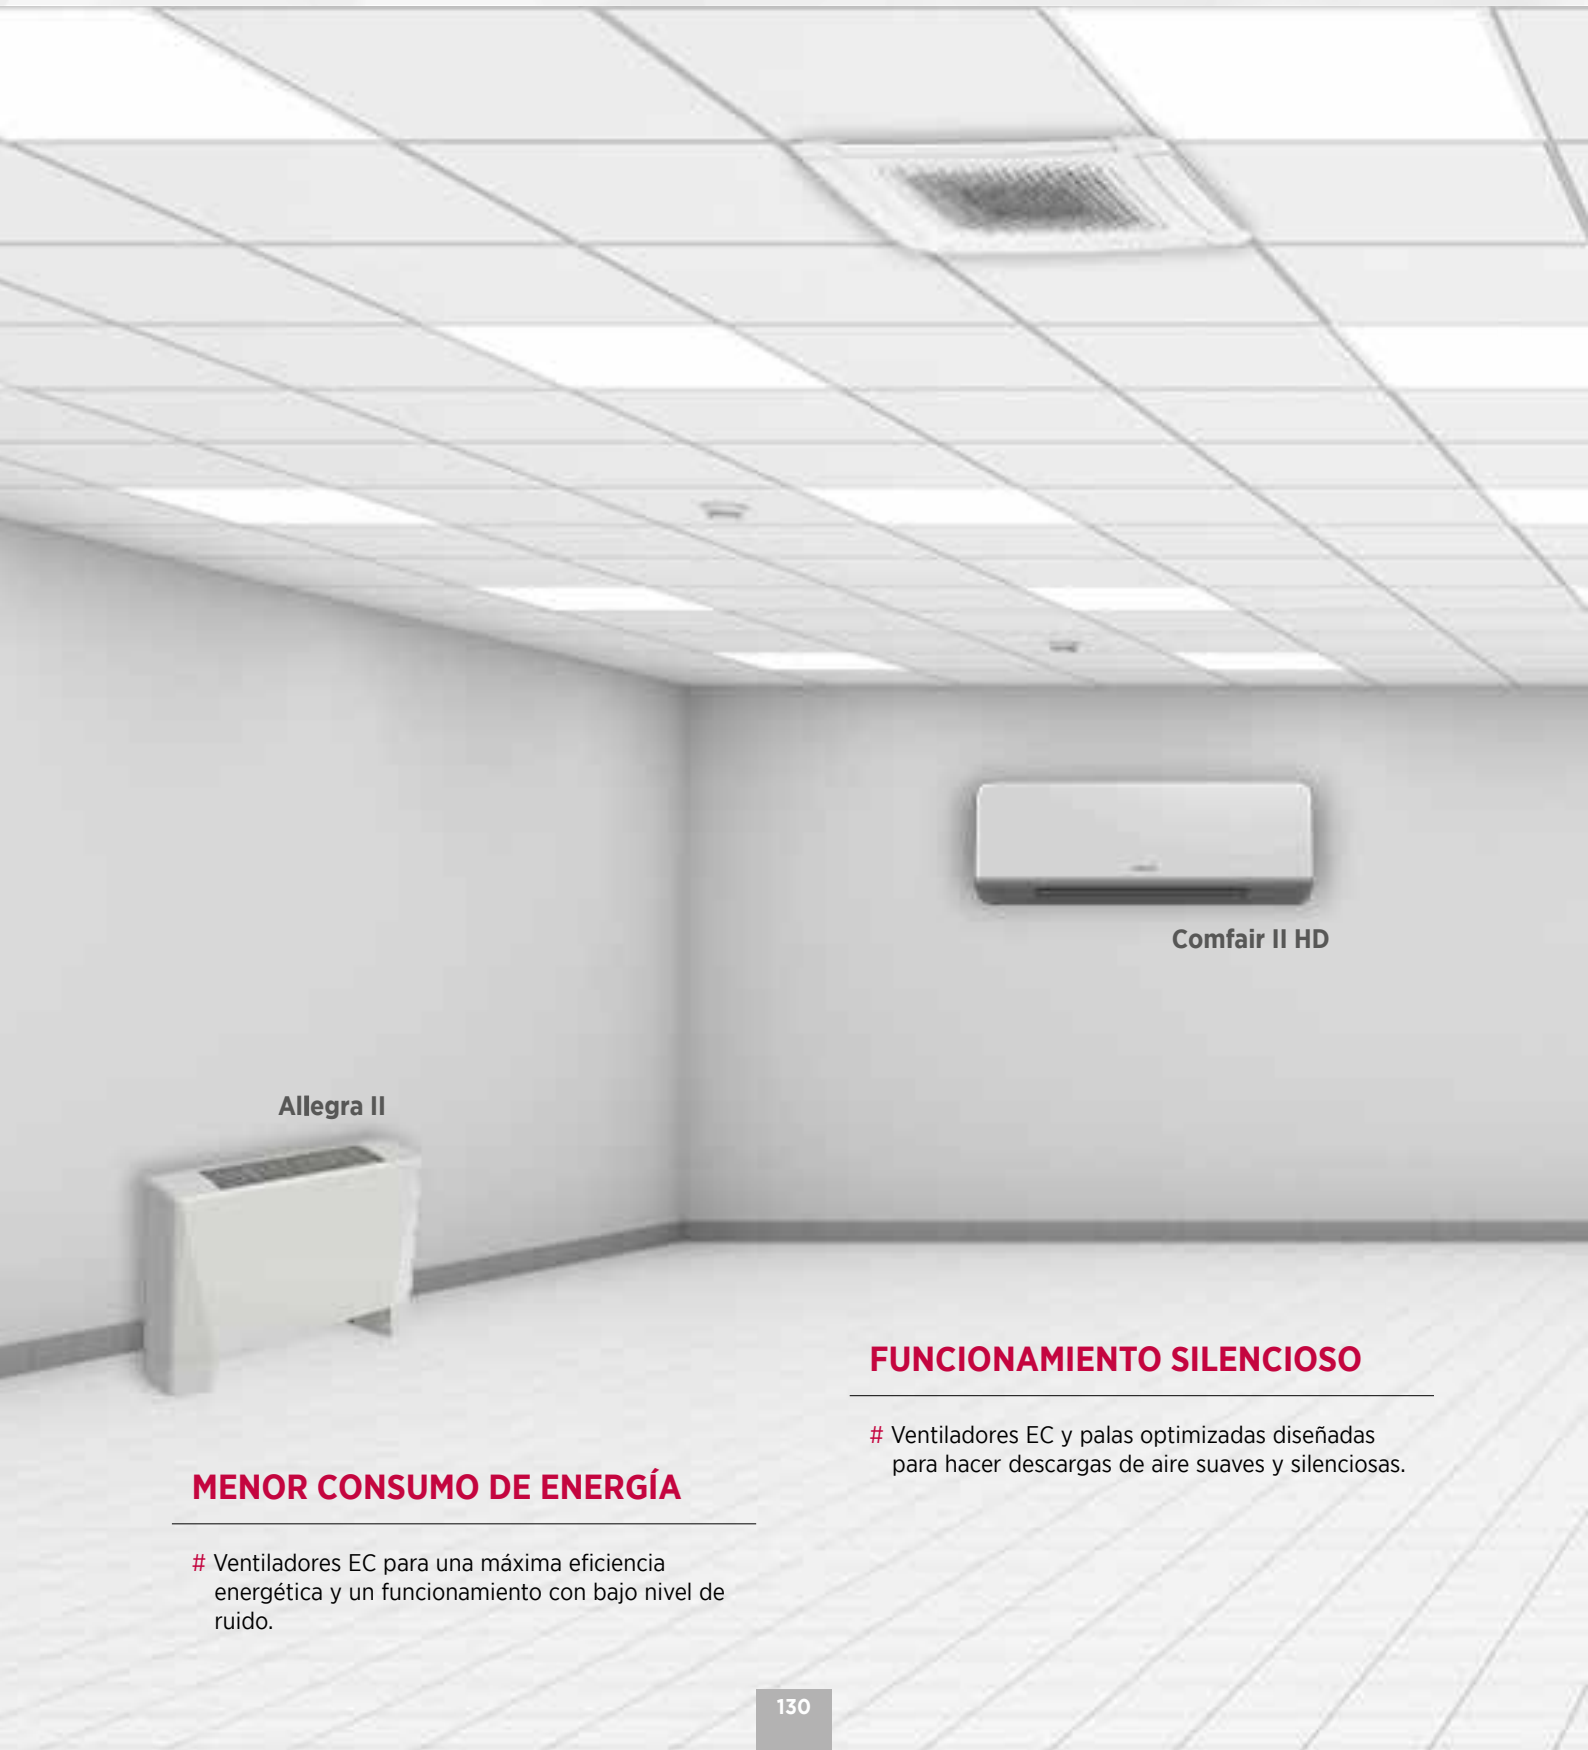 Comfair II HD
Allegra II
FUNCIONAMIENTO SILENCIOSO
# Ventiladores EC y palas optimizadas diseñadas
para hacer descargas de aire suaves y silenciosas.
MENOR CONSUMO DE ENERGÍA
# Ventiladores EC para una máxima eficiencia
energética y un funcionamiento con bajo nivel de
ruido.
130